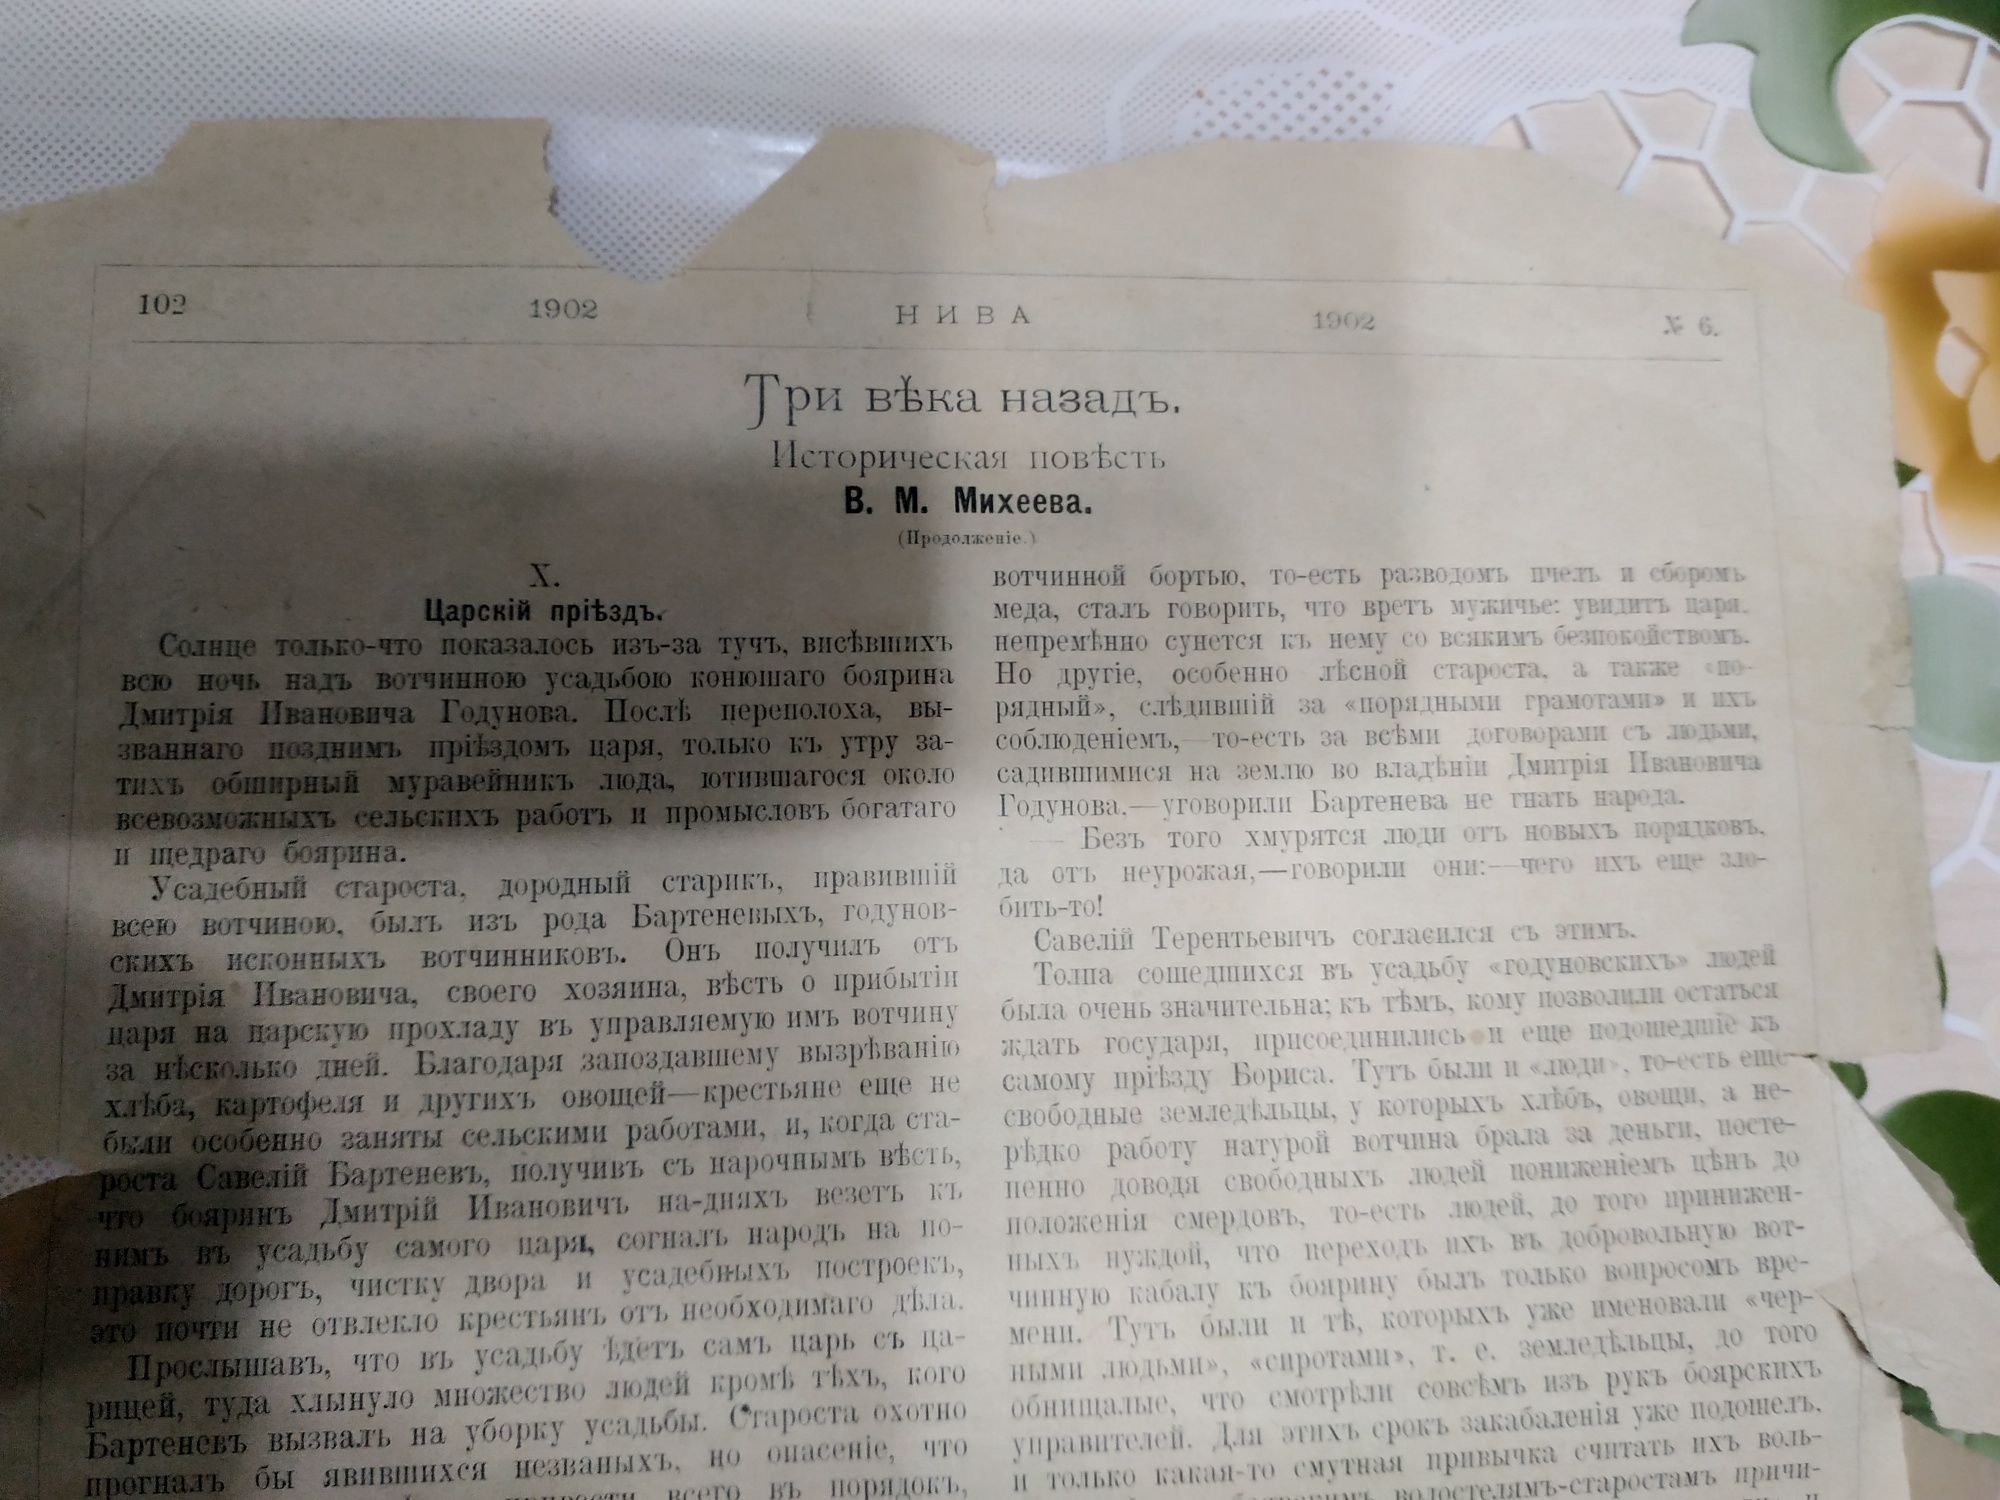 102 1902 НИВА 1902 № 6.
Три вѣка назадъ.
Историческая повѣсть
В. М. Михеева.
(Продолженіе.)
X.
Царскій пріѣздъ.
Солнце только-что показалось изъ-за тучъ, висѣвшихъ
всю ночь надъ вотчинною усадьбою конюшаго боярина
Дмитрія Ивановича Годунова. Послѣ переполоха, вы-
званнаго позднимъ пріѣздомъ царя, только къ утру за-
тихъ обширный муравейникъ люда, ютившагося около
всевозможныхъ сельскихъ работъ и промысловъ богатаго
и щедраго боярина.
Усадебный староста, дородный старикъ, правившій
всею вотчиною, былъ изъ рода Бартеневыхъ, годунов-
скихъ исконныхъ вотчинниковъ. Онъ получилъ отъ
Дмитрія Ивановича, своего хозяина, вѣсть о прибытіи
царя на царскую прохладу въ управляемую имъ вотчину
за нѣсколько дней. Благодаря запоздавшему вызрѣванію
хлѣба, картофеля и другихъ овощей—крестьяне еще не
были особенно заняты сельскими работами, и, когда ста-
роста Савелій Бартеневъ, получивъ съ нарочнымъ вѣсть,
что бояринъ Дмитрій Ивановичъ на-дняхъ везетъ къ
нимъ въ усадьбу самого царя, согналъ народъ на по-
правку дорогъ, чистку двора и усадебныхъ построекъ,
это почти не отвлекло крестьянъ отъ необходимаго дѣла.
Прослышавъ, что въ усадьбу ѣдетъ самъ царь съ ца-
рицей, туда хлынуло множество людей кромѣ тѣхъ, кого
Бартеневъ вызвалъ на уборку усадьбы. Староста охотно
прогналъ бы явившихся незваныхъ, но опасеніе, что
всего въ порядокъ,
вотчинной бортью, то-есть разводомъ пчелъ и сборомъ
меда, сталъ говорить, что вретъ мужичье: увидитъ царя,
непремѣнно сунется къ нему со всякимъ безпокойствомъ.
Но другіе, особенно лѣсной староста, а также «по-
рядный», слѣдившій за «порядными грамотами» и ихъ
соблюденіемъ,—то-есть за всѣми договорами съ людьми,
садившимися на землю во владѣніи Дмитрія Ивановича
Годунова,—уговорили Бартенева не гнать народа.
— Безъ того хмурятся люди отъ новыхъ порядковъ,
да отъ неурожая,—говорили они:—чего ихъ еще зло-
бить-то!
Савелій Терентьевичъ согласился съ этимъ.
Толпа сошедшихся въ усадьбу «годуновскихъ» людей
была очень значительна; къ тѣмъ, кому позволили остаться
ждать государя, присоединились и еще подошедшіе къ
самому пріѣзду Бориса. Тутъ были и «люди», то-есть еще
свободные земледѣльцы, у которыхъ хлѣбъ, овощи, а не-
рѣдко работу натурой вотчина брала за деньги, посте-
пенно доводя свободныхъ людей пониженіемъ цѣнъ до
положенія смердовъ, то-есть людей, до того принижен-
ныхъ нуждой, что переходъ ихъ въ добровольную вот-
чинную кабалу къ боярину былъ только вопросомъ вре-
мени. Тутъ были и тѣ, которыхъ уже именовали «чер-
ными людьми», «сиротами», т. е. земледѣльцы, до того
обнищалые, что смотрѣли совсѣмъ изъ рук боярскихъ
управителей. Для этихъ срокъ закабаленія уже подошелъ,
и только какая-то смутная привычка считать ихъ воль-
волостелямъ-старостамъ причи-